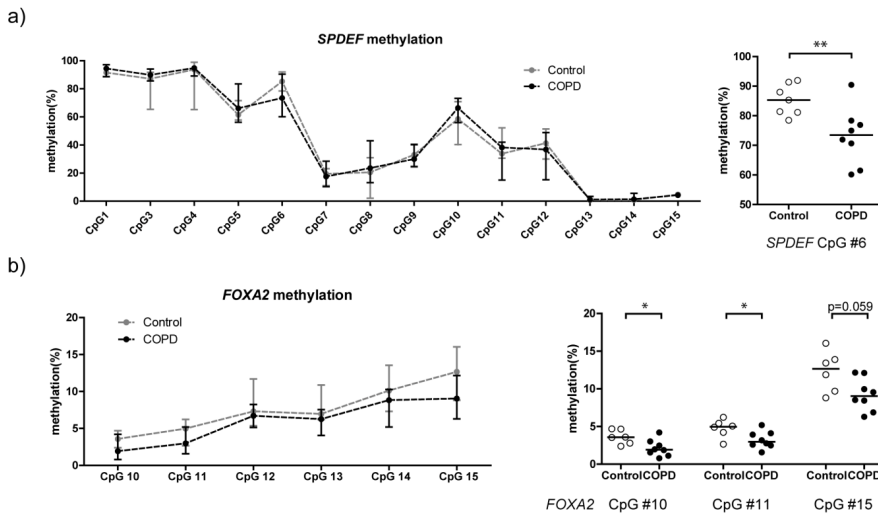 a)
SPDEF methylation
methylation(%)
100
80
60
40
20
0
Control
COPD
CpG1
CpG3
CpG4
CpG5
CpG6
CpG7
CpG8
CpG9
CpG10
CpG11
CpG12
CpG13
CpG14
CpG15
methylation(%)
100
90
80
70
60
50
**
Control COPD
SPDEF CpG #6
b)
FOXA2 methylation
methylation(%)
20
15
10
5
0
Control
COPD
CpG 10 CpG 11 CpG 12 CpG 13 CpG 14 CpG 15
methylation(%)
20
15
10
5
0
* * p=0.059
Control COPD Control COPD Control COPD
FOXA2 CpG #10 CpG #11 CpG #15